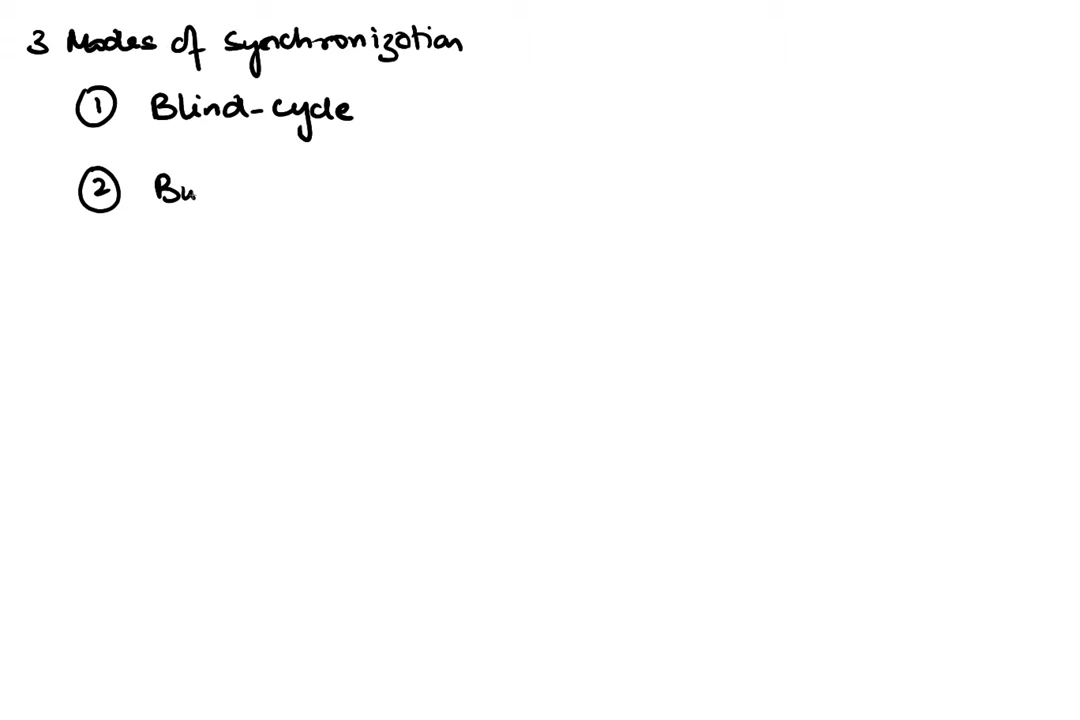 3 Modes of synchronization
① Blind-cycle
② Bu